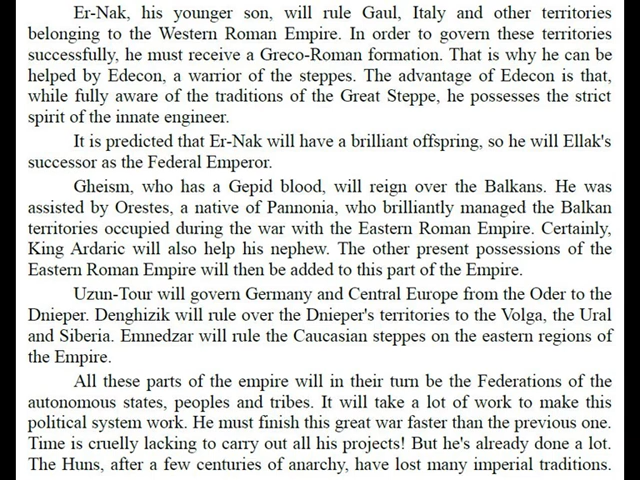 Er-Nak, his younger son, will rule Gaul, Italy and other territories
belonging to the Western Roman Empire. In order to govern these territories
successfully, he must receive a Greco-Roman formation. That is why he can be
helped by Edecon, a warrior of the steppes. The advantage of Edecon is that,
while fully aware of the traditions of the Great Steppe, he possesses the strict
spirit of the innate engineer.
It is predicted that Er-Nak will have a brilliant offspring, so he will Ellak's
successor as the Federal Emperor.
Gheism, who has a Gepid blood, will reign over the Balkans. He was
assisted by Orestes, a native of Pannonia, who brilliantly managed the Balkan
territories occupied during the war with the Eastern Roman Empire. Certainly,
King Ardaric will also help his nephew. The other present possessions of the
Eastern Roman Empire will then be added to this part of the Empire.
Uzun-Tour will govern Germany and Central Europe from the Oder to the
Dnieper. Denghizik will rule over the Dnieper's territories to the Volga, the Ural
and Siberia. Emnedzar will rule the Caucasian steppes on the eastern regions of
the Empire.
All these parts of the empire will in their turn be the Federations of the
autonomous states, peoples and tribes. It will take a lot of work to make this
political system work. He must finish this great war faster than the previous one.
Time is cruelly lacking to carry out all his projects! But he's already done a lot.
The Huns, after a few centuries of anarchy, have lost many imperial traditions.